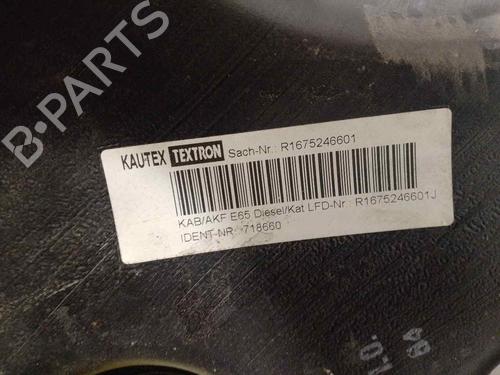 B-PARTS
KAUTEX TEXTRON Sach-Nr.: R1675246601
KAB/AKF E65 Diesel/Kat LFD-Nr.: R1675246601J
IDENT-NR: 718660